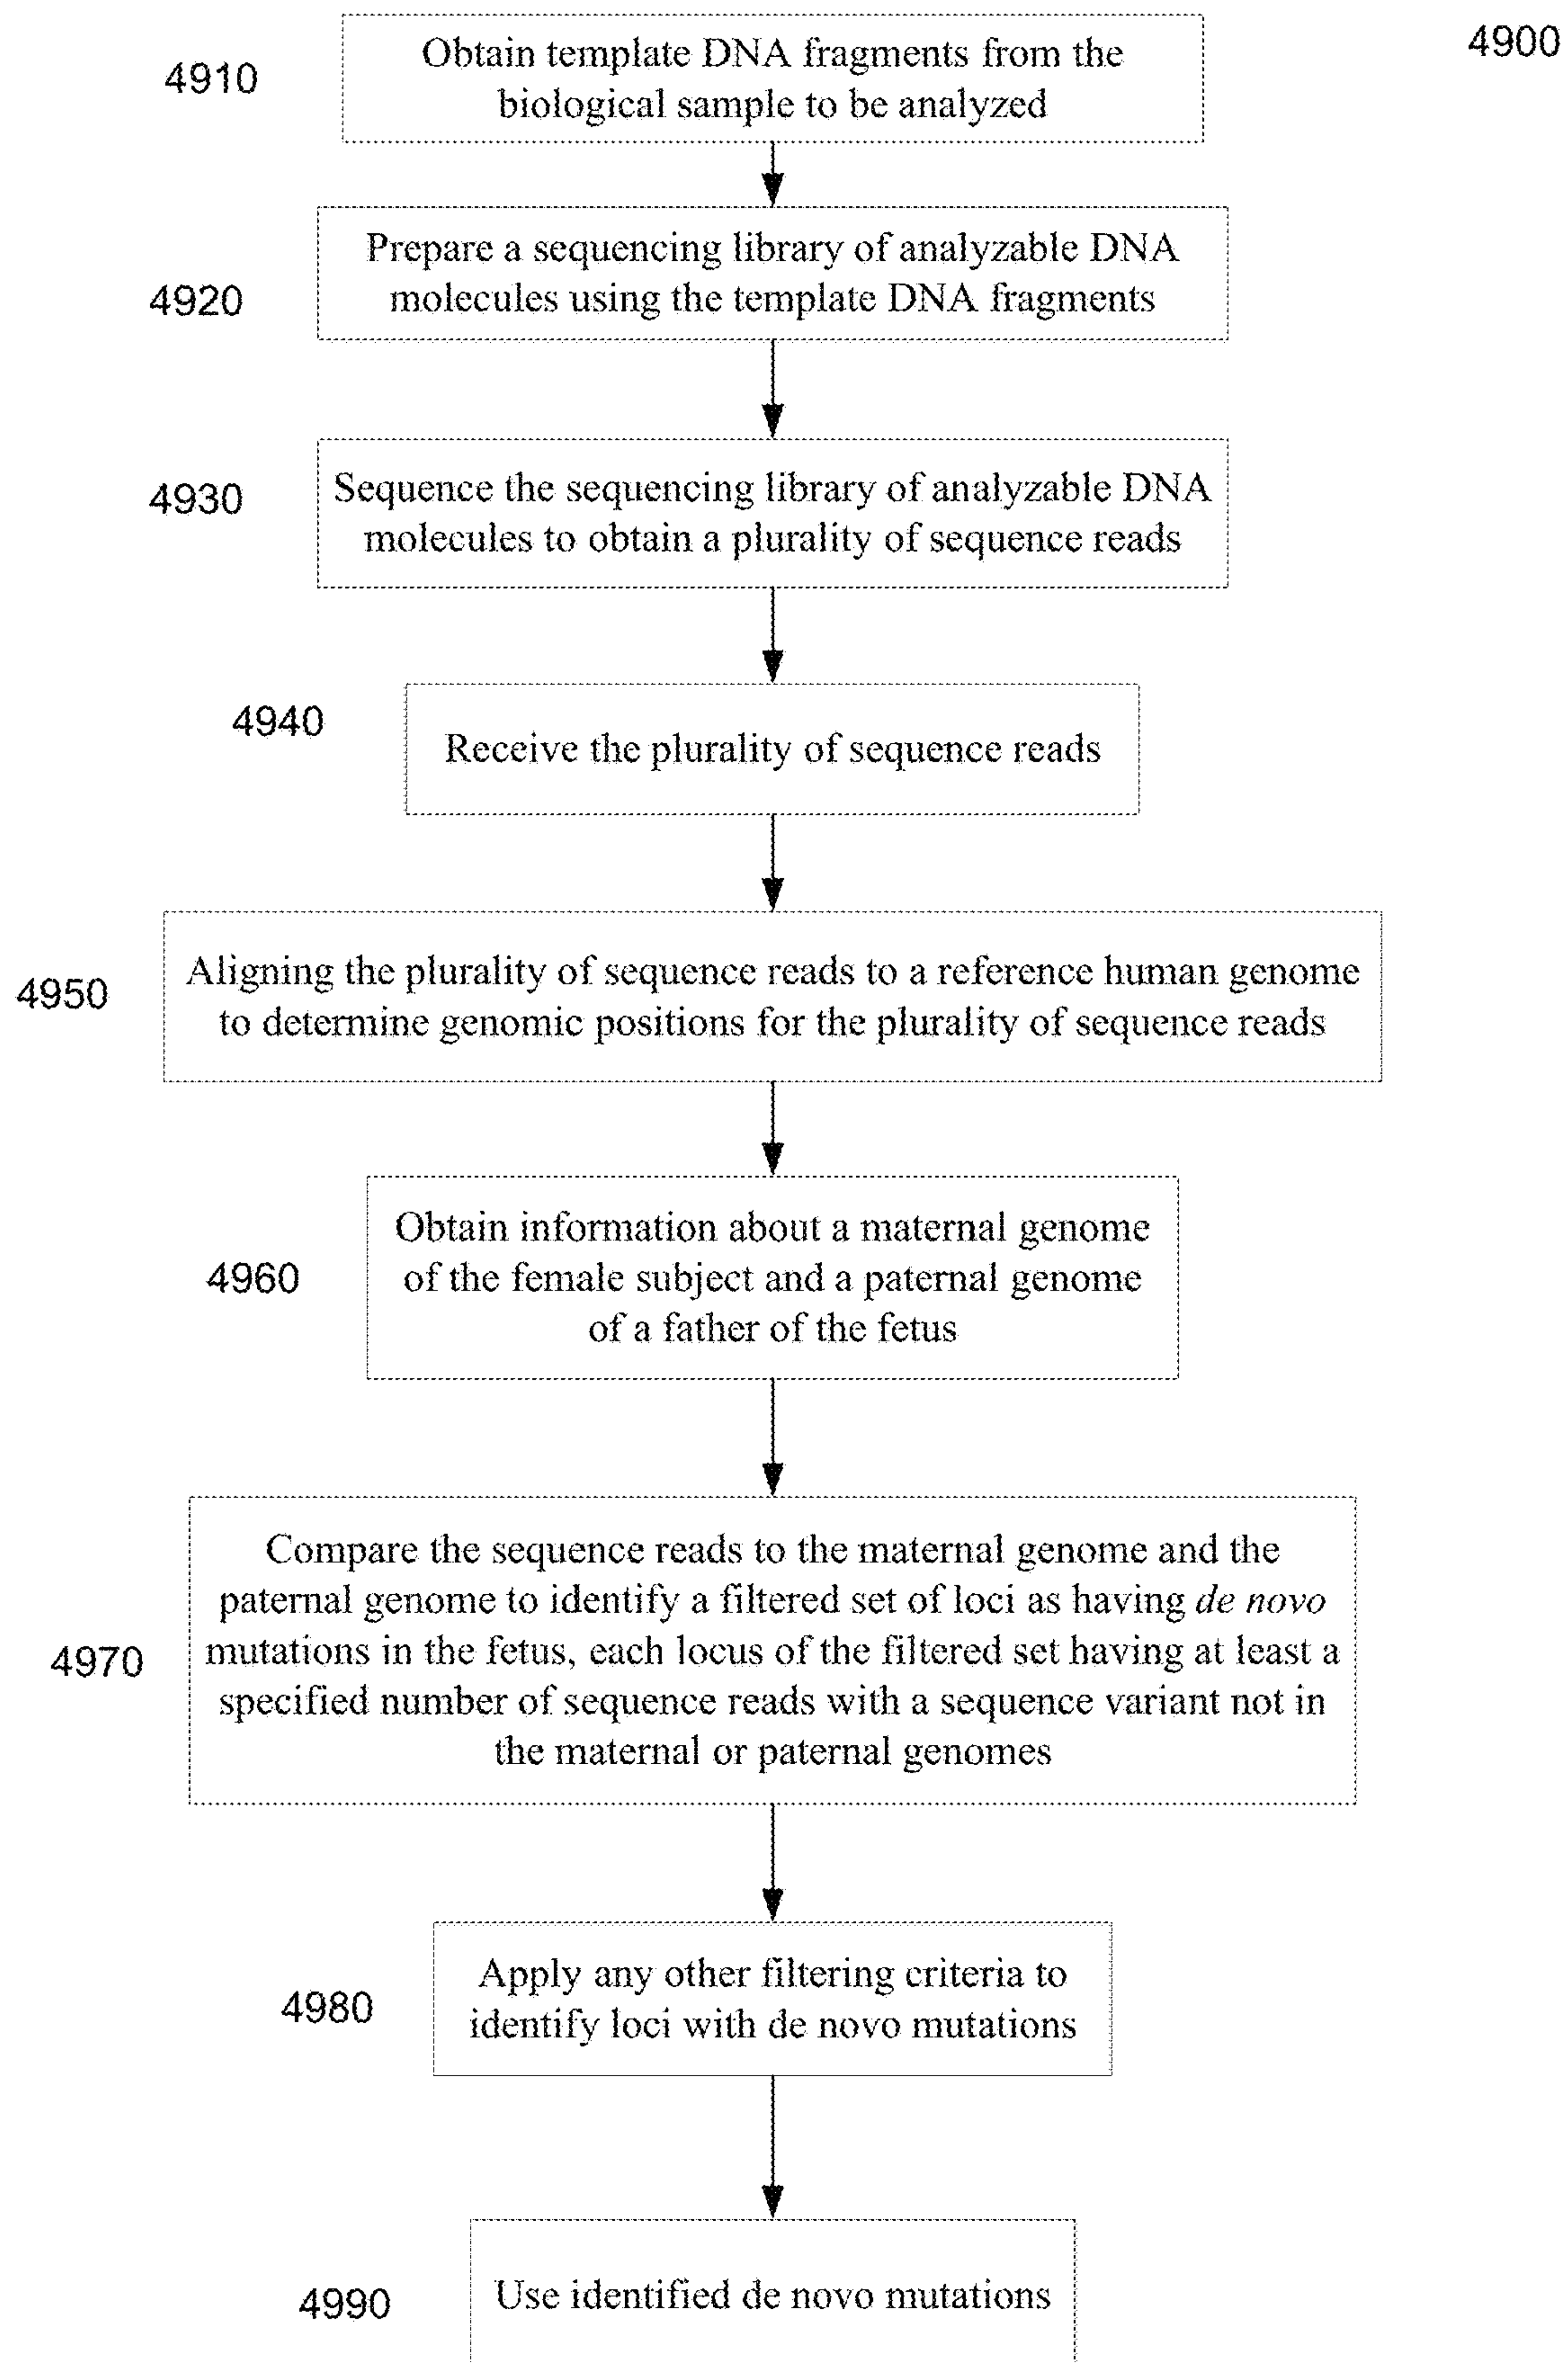 4900
4910
Obtain template DNA fragments from the
biological sample to be analyzed
4920
Prepare a sequencing library of analyzable DNA
molecules using the template DNA fragments
4930
Sequence the sequencing library of analyzable DNA
molecules to obtain a plurality of sequence reads
4940
Receive the plurality of sequence reads
4950
Aligning the plurality of sequence reads to a reference human genome
to determine genomic positions for the plurality of sequence reads
4960
Obtain information about a maternal genome
of the female subject and a paternal genome
of a father of the fetus
4970
Compare the sequence reads to the maternal genome and the
paternal genome to identify a filtered set of loci as having de novo
mutations in the fetus, each locus of the filtered set having at least a
specified number of sequence reads with a sequence variant not in
the maternal or paternal genomes
4980
Apply any other filtering criteria to
identify loci with de novo mutations
4990
Use identified de novo mutations